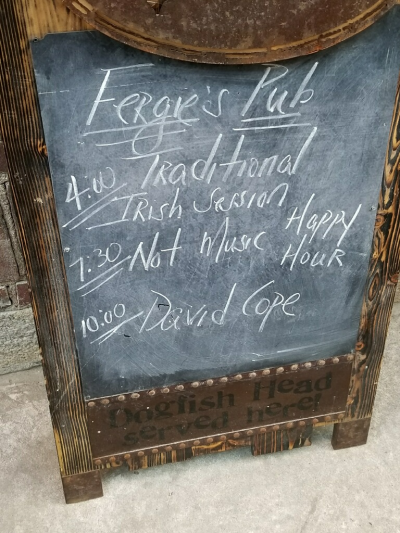 Fergie's Pub
4:00 Traditional
Irish Session
7:30 Not Music Happy
Hour
10:00 David Cope
Dogfish Head
served here!